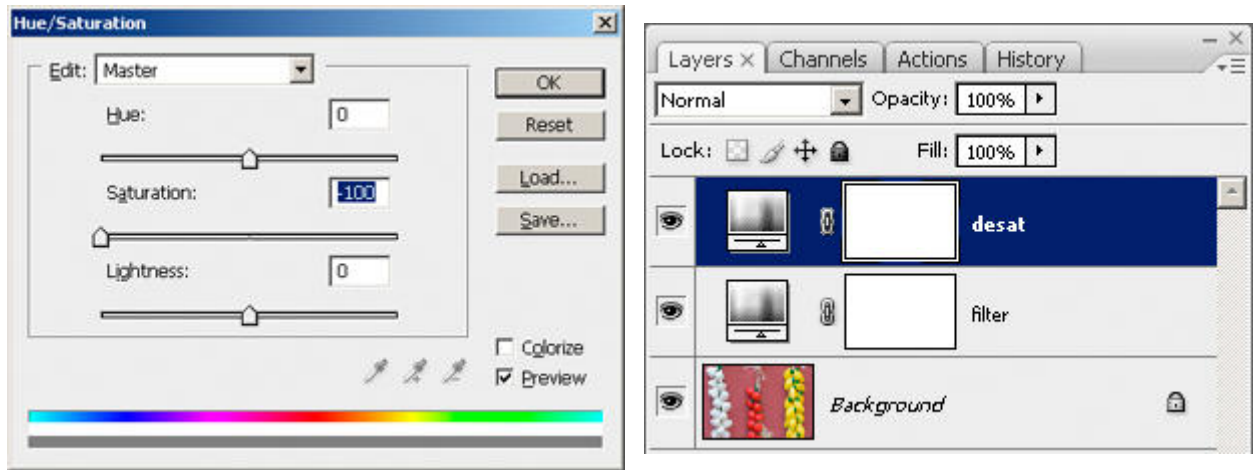 Hue/Saturation
Edit: Master
OK
Hue: 0
Reset
Saturation: -100
Load...
Save...
Lightness: 0
Colorize
Preview
Layers × Channels Actions History
Normal Opacity: 100%
Lock: Fill: 100%
desat
filter
Background